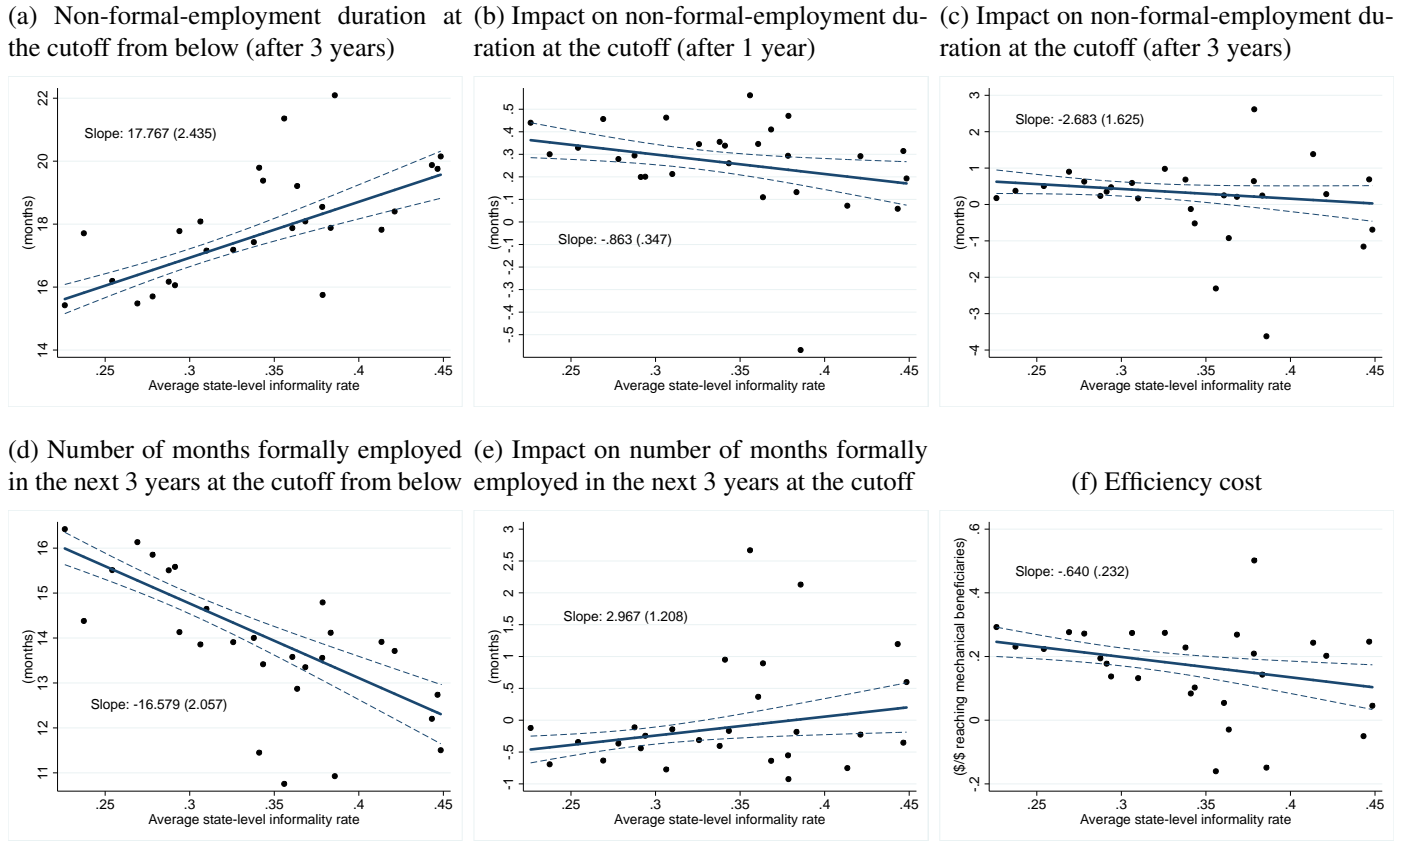 (a) Non-formal-employment duration at
the cutoff from below (after 3 years)
22
20
18
16
14
(months)
Slope: 17.767 (2.435)
.25 .3 .35 .4 .45
Average state-level informality rate
(b) Impact on non-formal-employment du-
ration at the cutoff (after 1 year)
.5
.4
.3
.2
.1
0
-.1
-.2
-.3
-.4
-.5
(months)
Slope: -.863 (.347)
.25 .3 .35 .4 .45
Average state-level informality rate
(c) Impact on non-formal-employment du-
ration at the cutoff (after 3 years)
3
2
1
0
-1
-2
-3
-4
(months)
Slope: -2.683 (1.625)
.25 .3 .35 .4 .45
Average state-level informality rate
(d) Number of months formally employed
in the next 3 years at the cutoff from below
16
15
14
13
12
11
(months)
Slope: -16.579 (2.057)
.25 .3 .35 .4 .45
Average state-level informality rate
(e) Impact on number of months formally
employed in the next 3 years at the cutoff
3
2.5
2
1.5
1
.5
0
-.5
-1
(months)
Slope: 2.967 (1.208)
.25 .3 .35 .4 .45
Average state-level informality rate
(f) Efficiency cost
.6
.4
.2
0
-.2
($/$ reaching mechanical beneficiaries)
Slope: -.640 (.232)
.25 .3 .35 .4 .45
Average state-level informality rate